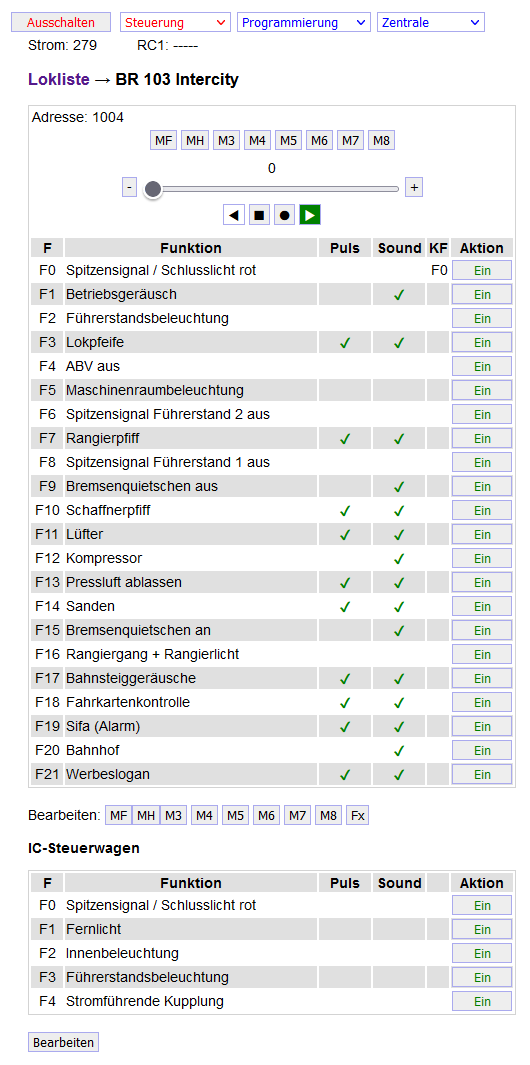 Ausschalten Steuerung Programmierung Zentrale
Strom: 279 RC1: -----
Lokliste → BR 103 Intercity
Adresse: 1004
MF MH M3 M4 M5 M6 M7 M8
0
- +
◀ ■ ● ▶
F Funktion Puls Sound KF Aktion
F0 Spitzensignal / Schlusslicht rot F0 Ein
F1 Betriebsgeräusch ✓ Ein
F2 Führerstandsbeleuchtung Ein
F3 Lokpfeife ✓ ✓ Ein
F4 ABV aus Ein
F5 Maschinenraumbeleuchtung Ein
F6 Spitzensignal Führerstand 2 aus Ein
F7 Rangierpfiff ✓ ✓ Ein
F8 Spitzensignal Führerstand 1 aus Ein
F9 Bremsenquietschen aus ✓ Ein
F10 Schaffnerpfiff ✓ ✓ Ein
F11 Lüfter ✓ ✓ Ein
F12 Kompressor ✓ Ein
F13 Pressluft ablassen ✓ ✓ Ein
F14 Sanden ✓ ✓ Ein
F15 Bremsenquietschen an ✓ Ein
F16 Rangiergang + Rangierlicht Ein
F17 Bahnsteiggeräusche ✓ ✓ Ein
F18 Fahrkartenkontrolle ✓ ✓ Ein
F19 Sifa (Alarm) ✓ ✓ Ein
F20 Bahnhof ✓ Ein
F21 Werbeslogan ✓ ✓ Ein
Bearbeiten: MF MH M3 M4 M5 M6 M7 M8 Fx
IC-Steuerwagen
F Funktion Puls Sound Aktion
F0 Spitzensignal / Schlusslicht rot Ein
F1 Fernlicht Ein
F2 Innenbeleuchtung Ein
F3 Führerstandsbeleuchtung Ein
F4 Stromführende Kupplung Ein
Bearbeiten